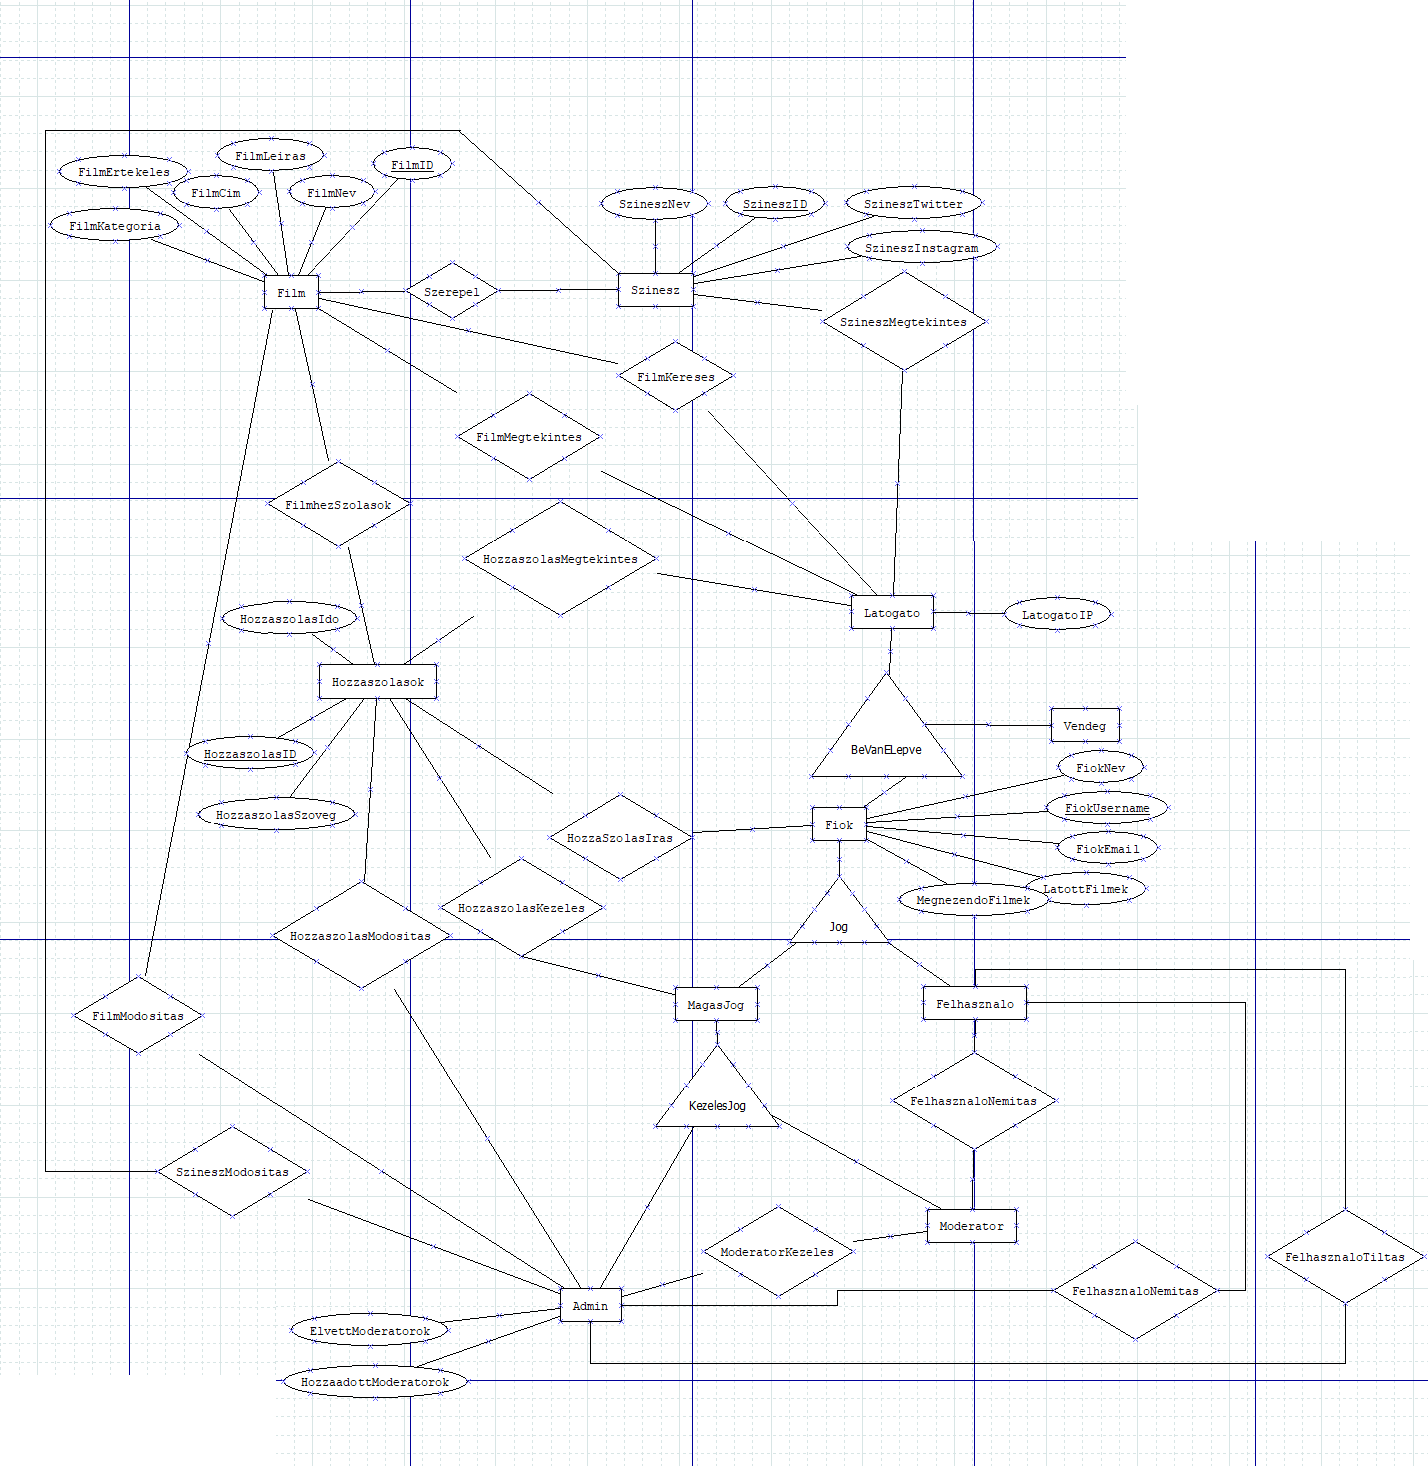 FilmLeiras
FilmID
FilmErtekeles
FilmCim
FilmNev
FilmKategoria
SzineszNev
SzineszID
SzineszTwitter
SzineszInstagram
Film
Szerepel
Szinesz
SzineszMegtekintes
FilmKereses
FilmMegtekintes
FilmhezSzolasok
HozzaszolasMegtekintes
HozzaszolasIdo
Latogato
LatogatoIP
Hozzaszolasok
Vendeg
HozzaszolasID
BeVanELepve
FiokNev
HozzaszolasSzoveg
FiokUsername
HozzaSzolasIras
Fiok
FiokEmail
LatottFilmek
MegnezendoFilmek
HozzaszolasKezeles
Jog
HozzaszolasModositas
MagasJog
Felhasznalo
FilmModositas
KezelesJog
FelhasznaloNemitas
SzineszModositas
Moderator
ModeratorKezeles
FelhasznaloTiltas
FelhasznaloNemitas
Admin
ElvettModeratorok
HozzaadottModeratorok